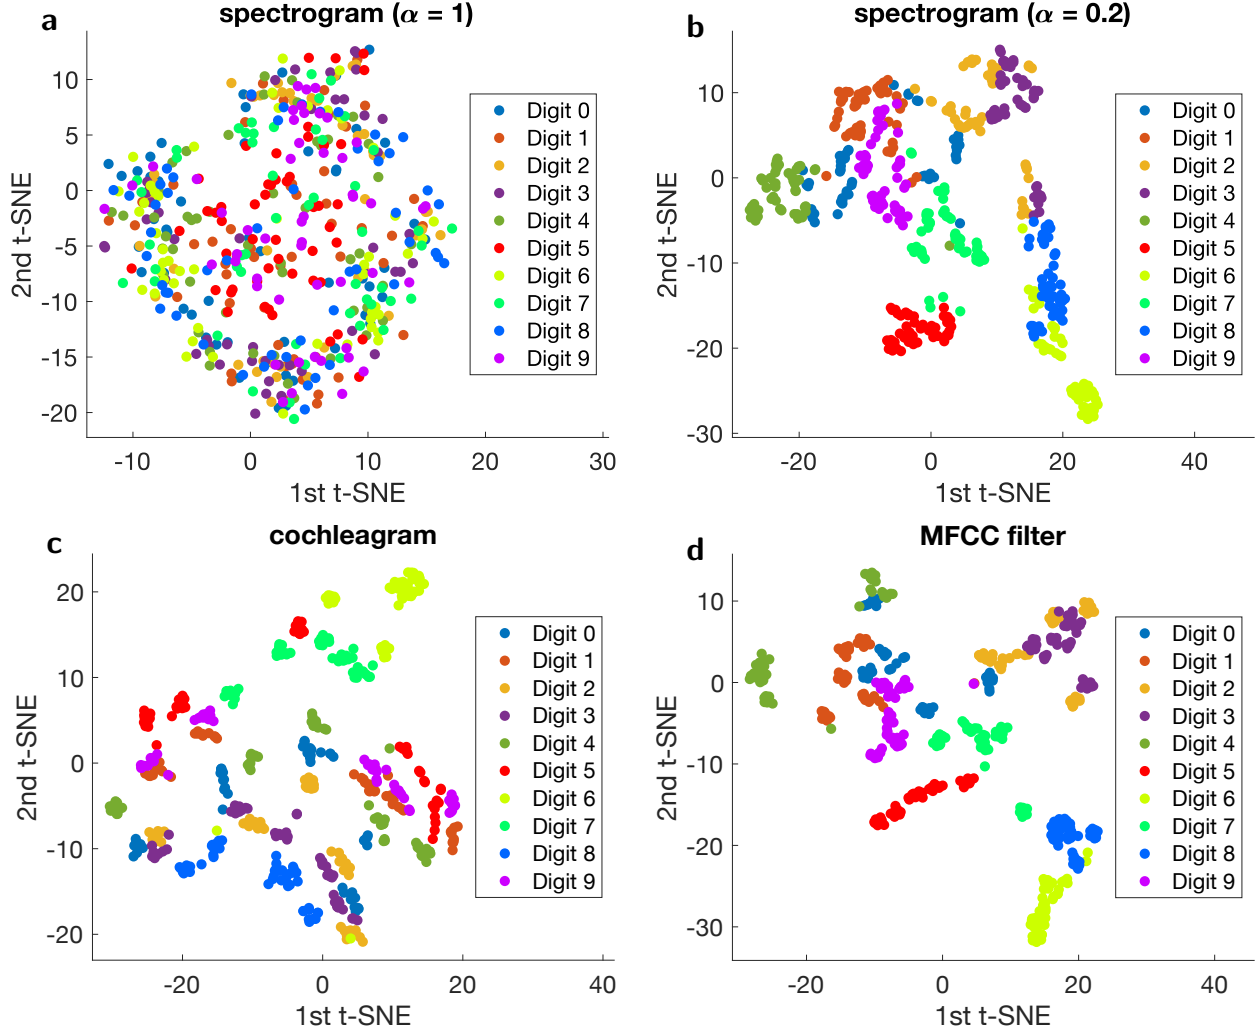 a
spectrogram (α = 1)
2nd t-SNE
10
5
0
-5
-10
-15
-20
-10
0
10
20
30
1st t-SNE
Digit 0
Digit 1
Digit 2
Digit 3
Digit 4
Digit 5
Digit 6
Digit 7
Digit 8
Digit 9
b
spectrogram (α = 0.2)
2nd t-SNE
10
0
-10
-20
-30
-20
0
20
40
1st t-SNE
Digit 0
Digit 1
Digit 2
Digit 3
Digit 4
Digit 5
Digit 6
Digit 7
Digit 8
Digit 9
c
cochleagram
2nd t-SNE
20
10
0
-10
-20
-20
0
20
40
1st t-SNE
Digit 0
Digit 1
Digit 2
Digit 3
Digit 4
Digit 5
Digit 6
Digit 7
Digit 8
Digit 9
d
MFCC filter
2nd t-SNE
10
0
-10
-20
-30
-20
0
20
40
1st t-SNE
Digit 0
Digit 1
Digit 2
Digit 3
Digit 4
Digit 5
Digit 6
Digit 7
Digit 8
Digit 9